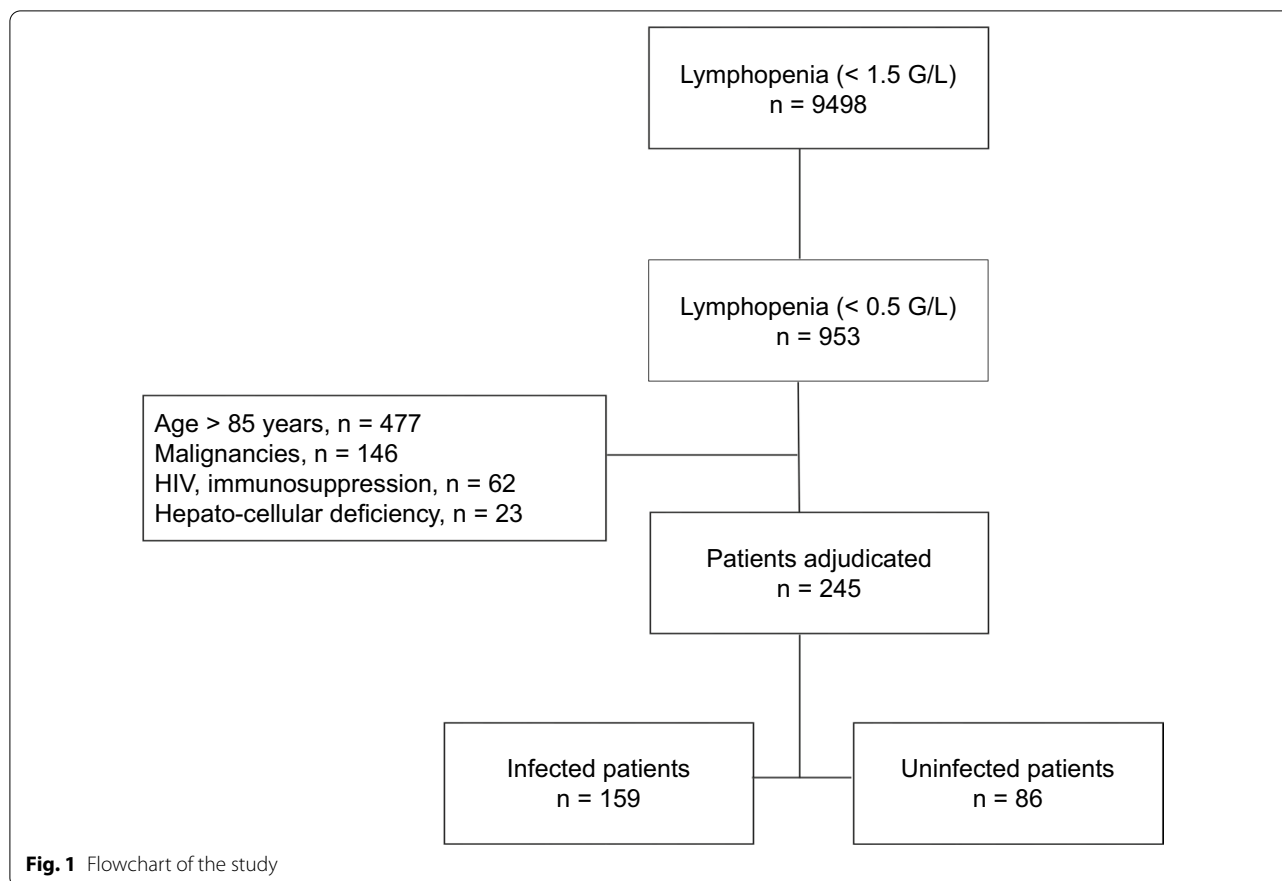 Lymphopenia (< 1.5 G/L)
n = 9498
Lymphopenia (< 0.5 G/L)
n = 953
Age > 85 years, n = 477
Malignancies, n = 146
HIV, immunosuppression, n = 62
Hepato-cellular deficiency, n = 23
Patients adjudicated
n = 245
Infected patients
n = 159
Uninfected patients
n = 86
Fig. 1 Flowchart of the study